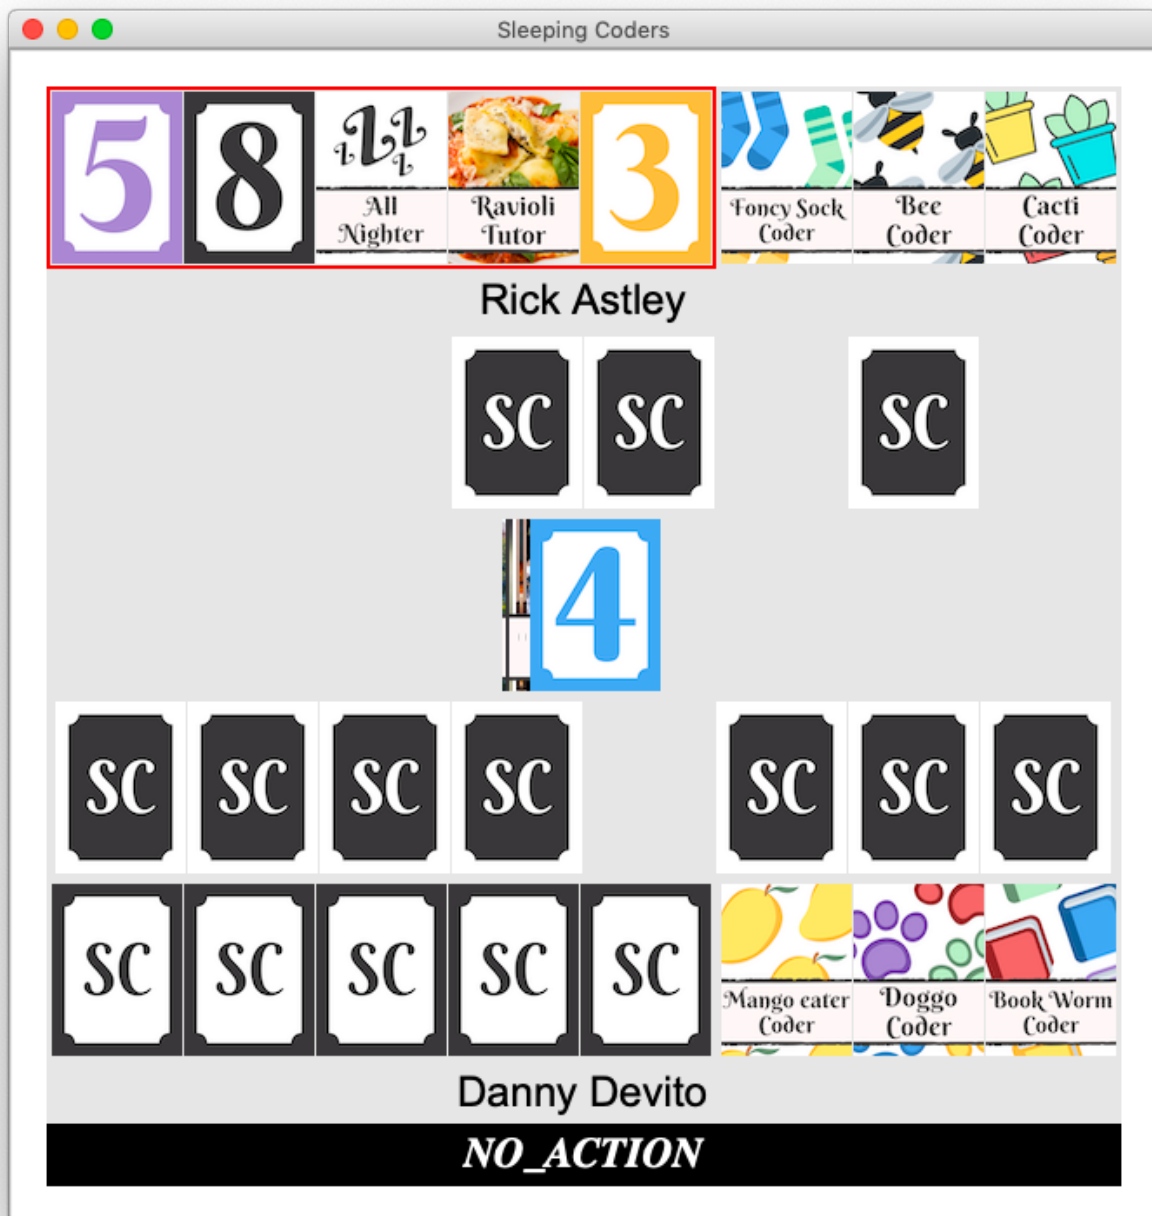 Sleeping Coders
5
8
All
Nighter
Ravioli
Tutor
3
Foncy Sock
Coder
Bee
Coder
Cacti
Coder
Rick Astley
SC
SC
SC
4
SC
SC
SC
SC
SC
SC
SC
SC
SC
SC
SC
SC
Mango eater
Coder
Doggo
Coder
Book Worm
Coder
Danny Devito
NO_ACTION